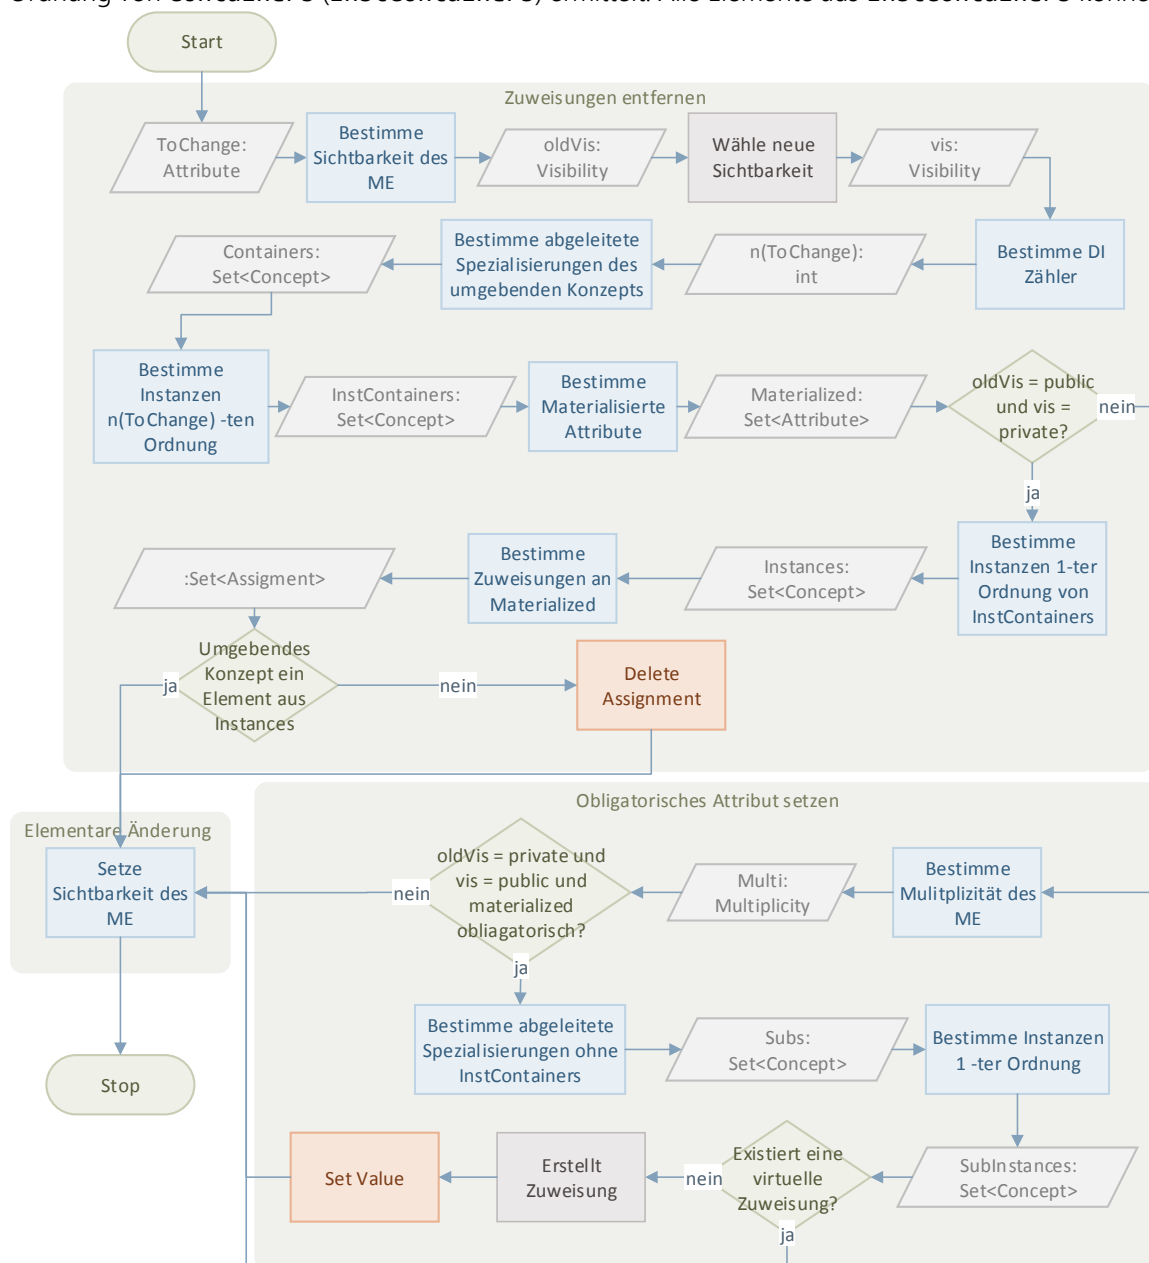 Start
Zuweisungen entfernen
ToChange:
Attribute
Bestimme
Sichtbarkeit des
ME
oldVis:
Visibility
Wähle neue
Sichtbarkeit
vis:
Visibility
Containers:
Set<Concept>
Bestimme abgeleitete
Spezialisierungen des
umgebenden Konzepts
n(ToChange):
int
Bestimme DI
Zähler
Bestimme
Instanzen
n(ToChange) -ten
Ordnung
InstContainers:
Set<Concept>
Bestimme
Materialisierte
Attribute
Materialized:
Set<Attribute>
oldVis = public
und vis =
private?
nein
ja
:Set<Assigment>
Bestimme
Zuweisungen an
Materialized
Instances:
Set<Concept>
Bestimme
Instanzen 1-ter
Ordnung von
InstContainers
Umgebendes
Konzept ein
Element aus
Instances
ja
nein
Delete
Assignment
Obligatorisches Attribut setzen
Elementare Änderung
Setze
Sichtbarkeit des
ME
nein
oldVis = private und
vis = public und
materialized
obliagatorisch?
Multi:
Multiplicity
Bestimme
Mulitplizität des
ME
ja
Bestimme abgeleitete
Spezialisierungen ohne
InstContainers
Subs:
Set<Concept>
Bestimme Instanzen
1 -ter Ordnung
Stop
Set Value
Erstellt
Zuweisung
nein
Existiert eine
virtuelle
Zuweisung?
SubInstances:
Set<Concept>
ja